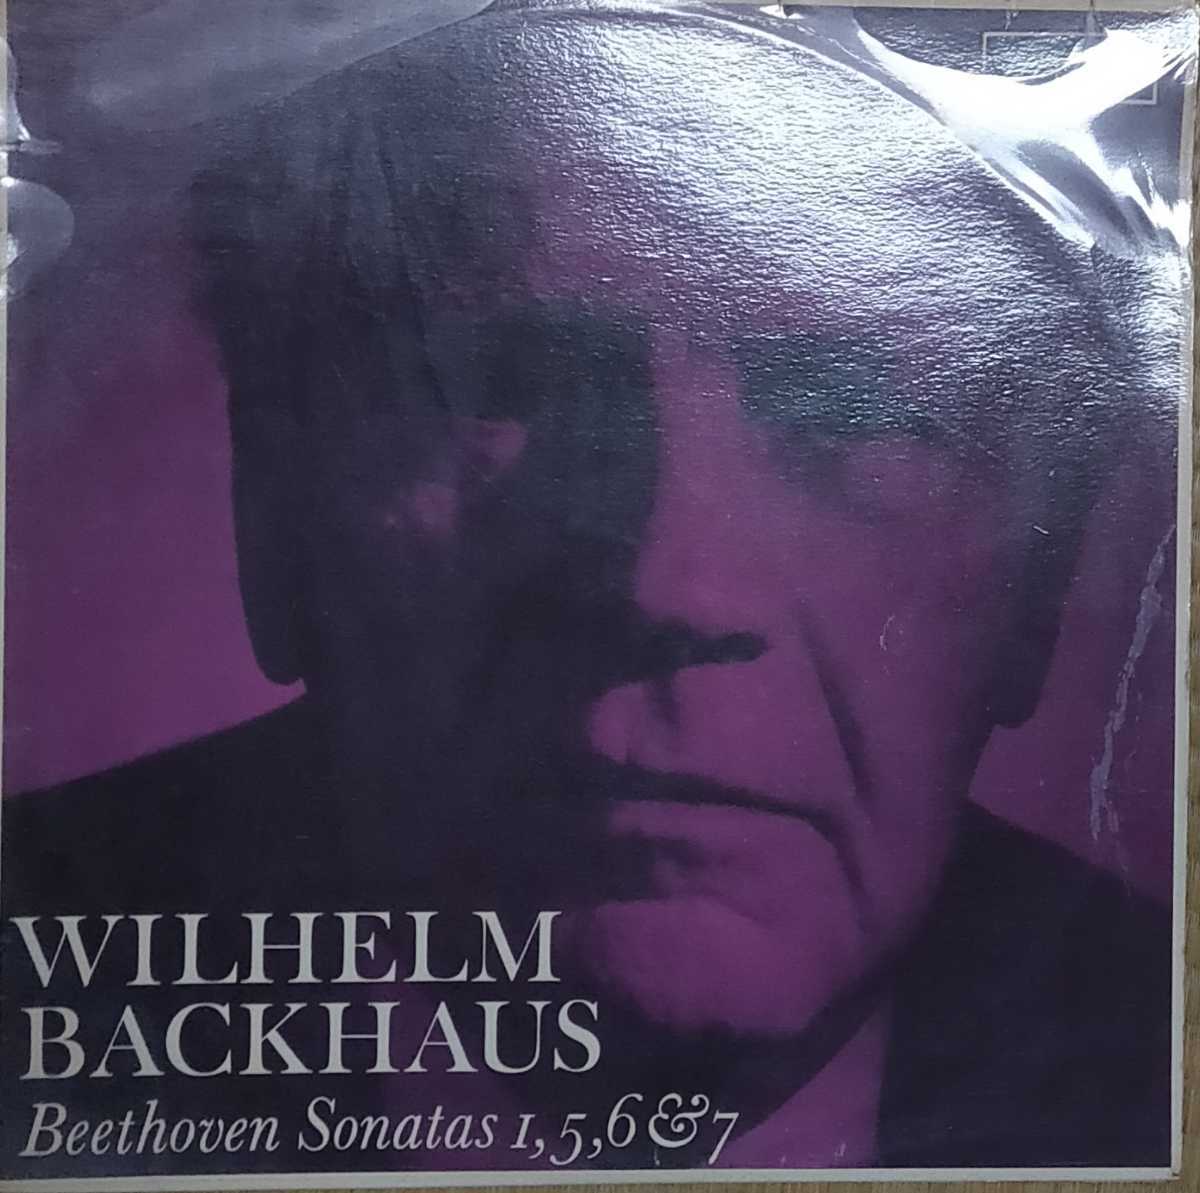 WILHELM
BACKHAUS
Beethoven Sonatas 1, 5, 6 & 7